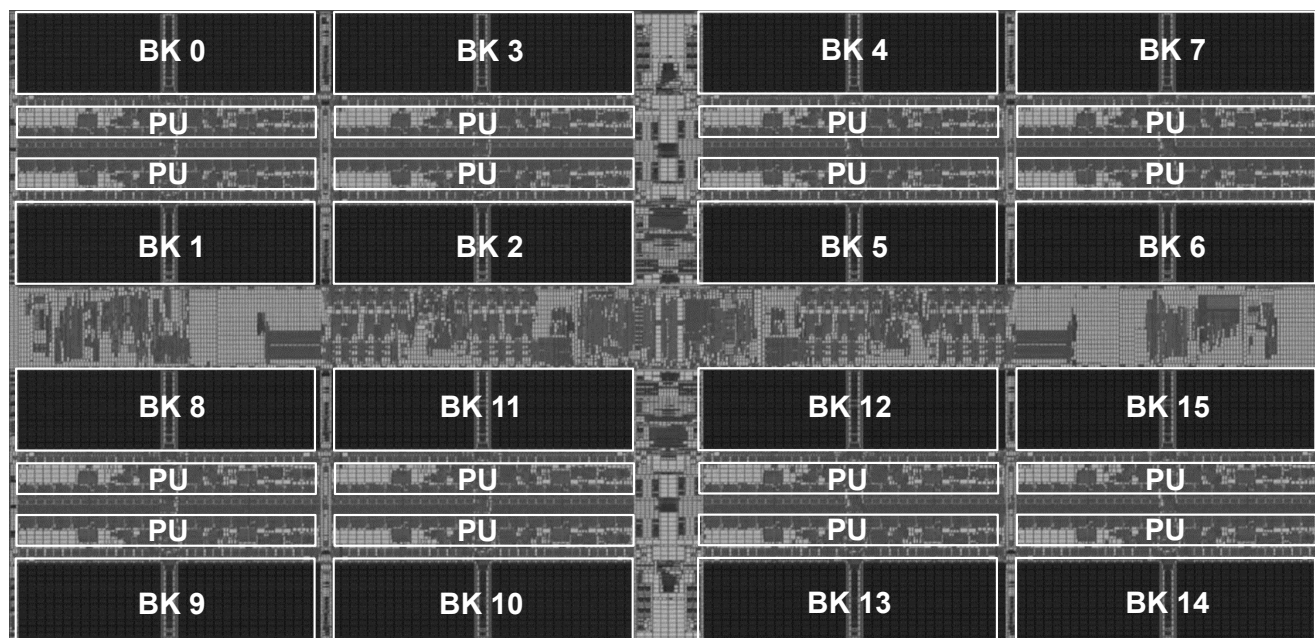 BK 0 BK 3 BK 4 BK 7
PU PU PU PU
PU PU PU PU
BK 1 BK 2 BK 5 BK 6
BK 8 BK 11 BK 12 BK 15
PU PU PU PU
PU PU PU PU
BK 9 BK 10 BK 13 BK 14